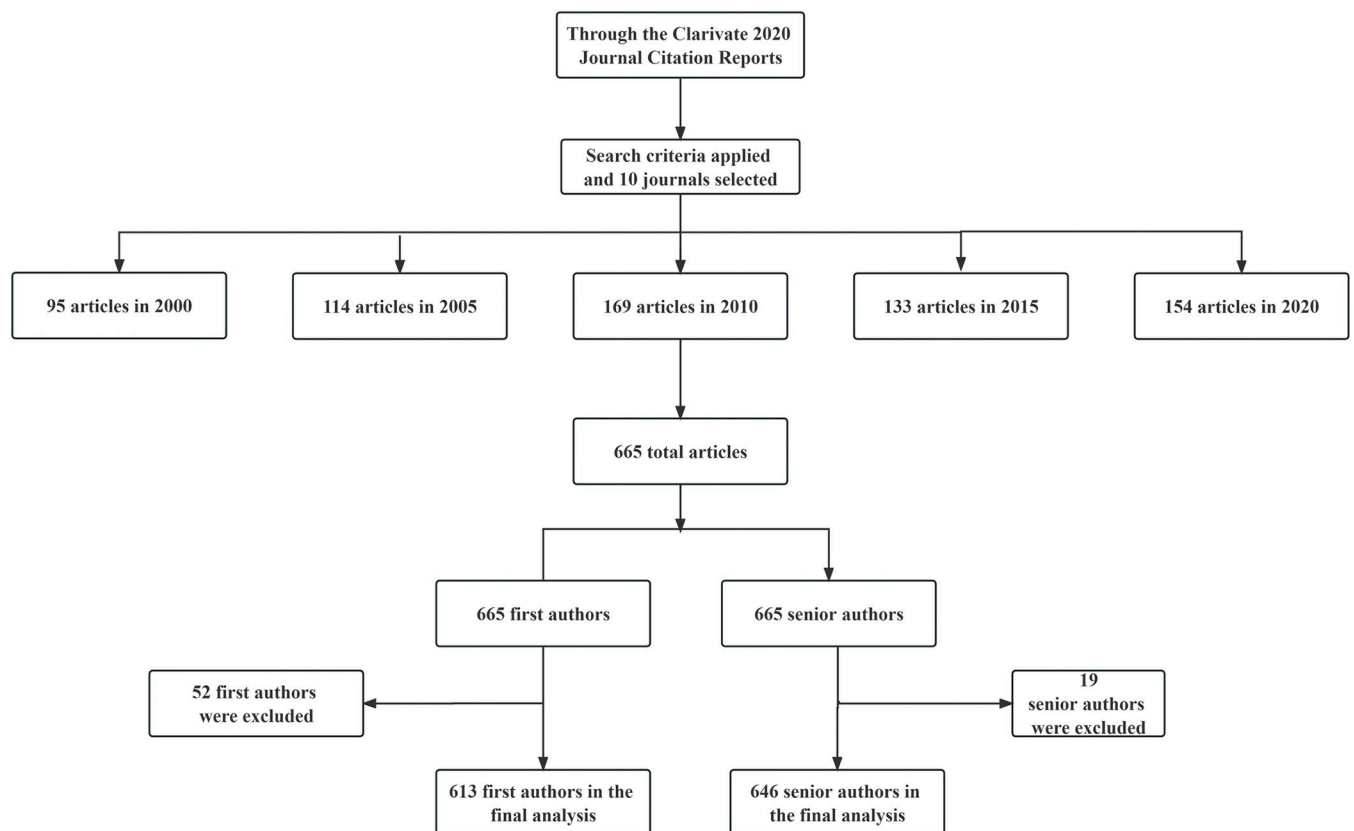 Through the Clarivate 2020
Journal Citation Reports
Search criteria applied
and 10 journals selected
95 articles in 2000
114 articles in 2005
169 articles in 2010
133 articles in 2015
154 articles in 2020
665 total articles
665 first authors
665 senior authors
52 first authors
were excluded
19
senior authors
were excluded
613 first authors in the
final analysis
646 senior authors in
the final analysis